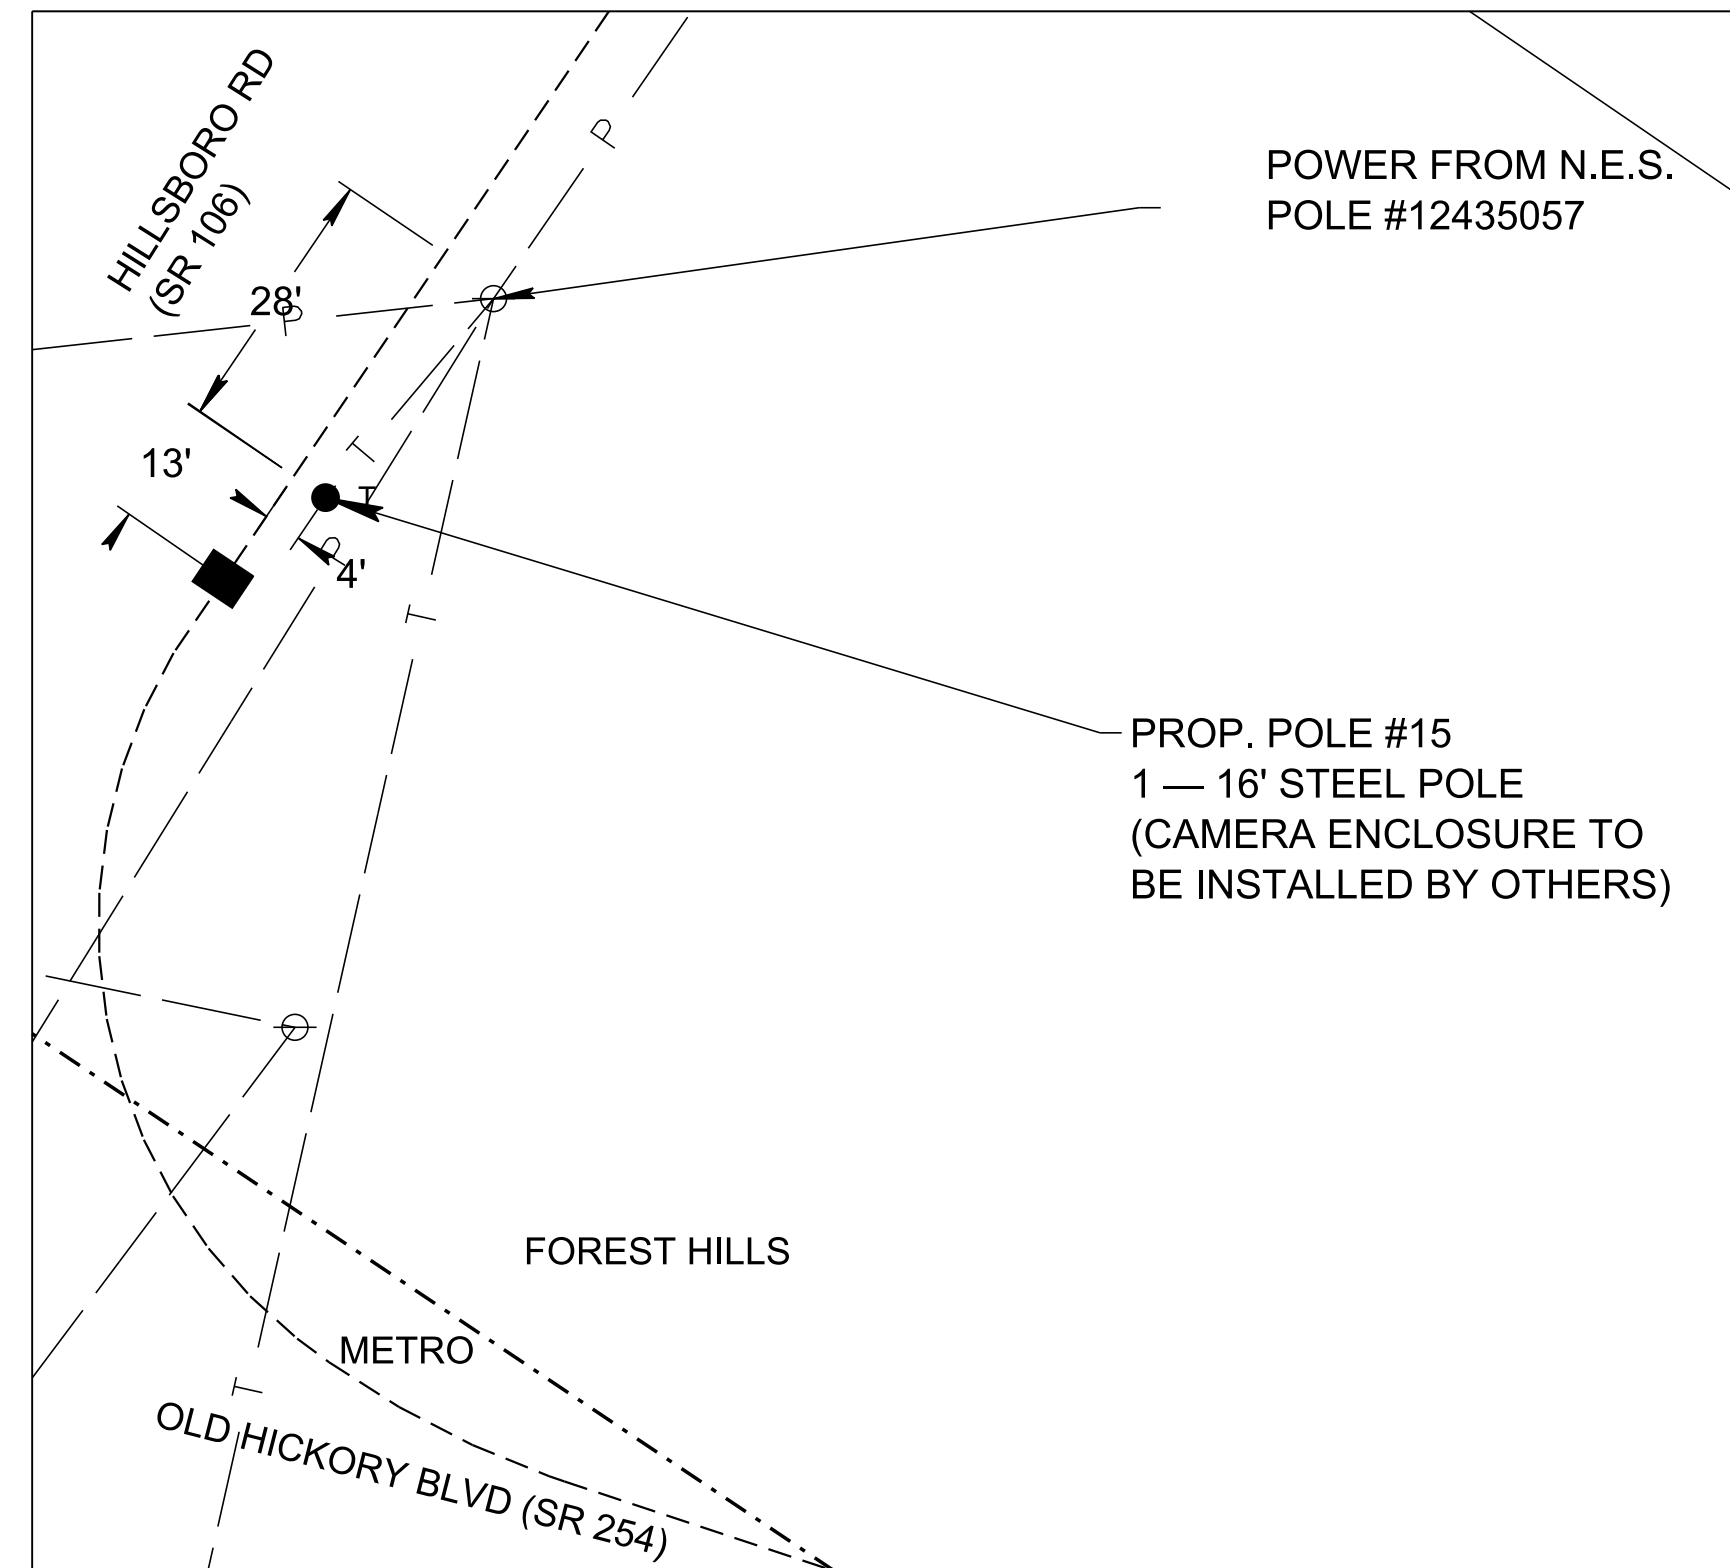 HILLSBORO RD
(SR 106)
P
POWER FROM N.E.S.
POLE #12435057
28'
P
13'
T
T
P
4'
T
PROP. POLE #15
1 — 16' STEEL POLE
(CAMERA ENCLOSURE TO
BE INSTALLED BY OTHERS)
FOREST HILLS
METRO
T
OLD HICKORY BLVD (SR 254)